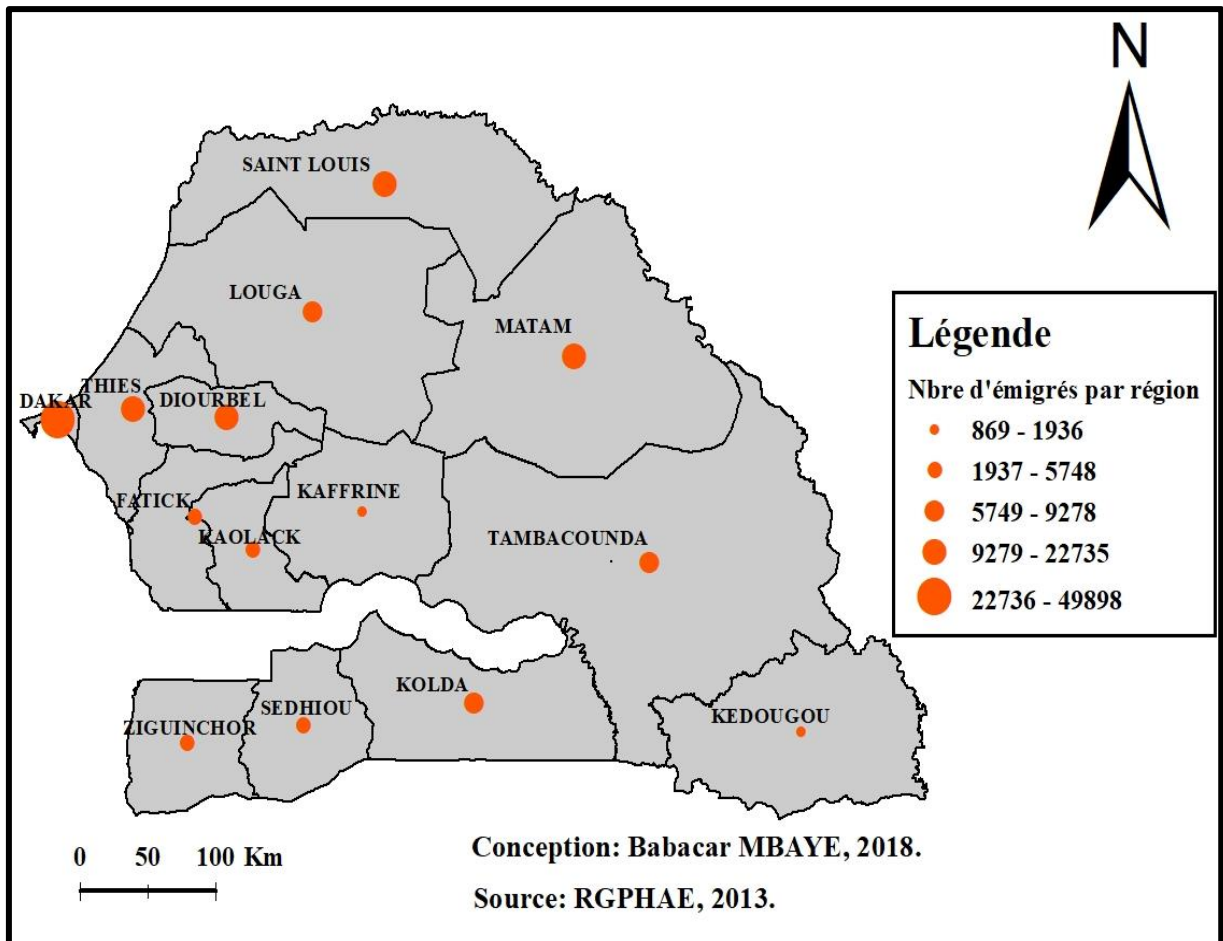 N
SAINT LOUIS
LOUGA
MATAM
THIES
DAKAR
DIOURBEL
FATICK
KAFFRINE
KAOLACK
TAMBACOUNDA
KOLDA
SEDHIOU
ZIGUINCHOR
KEDOUGOU
Légende
Nbre d'émigrés par région
869 - 1936
1937 - 5748
5749 - 9278
9279 - 22735
22736 - 49898
0 50 100 Km
Conception: Babacar MBAYE, 2018.
Source: RGPHAE, 2013.